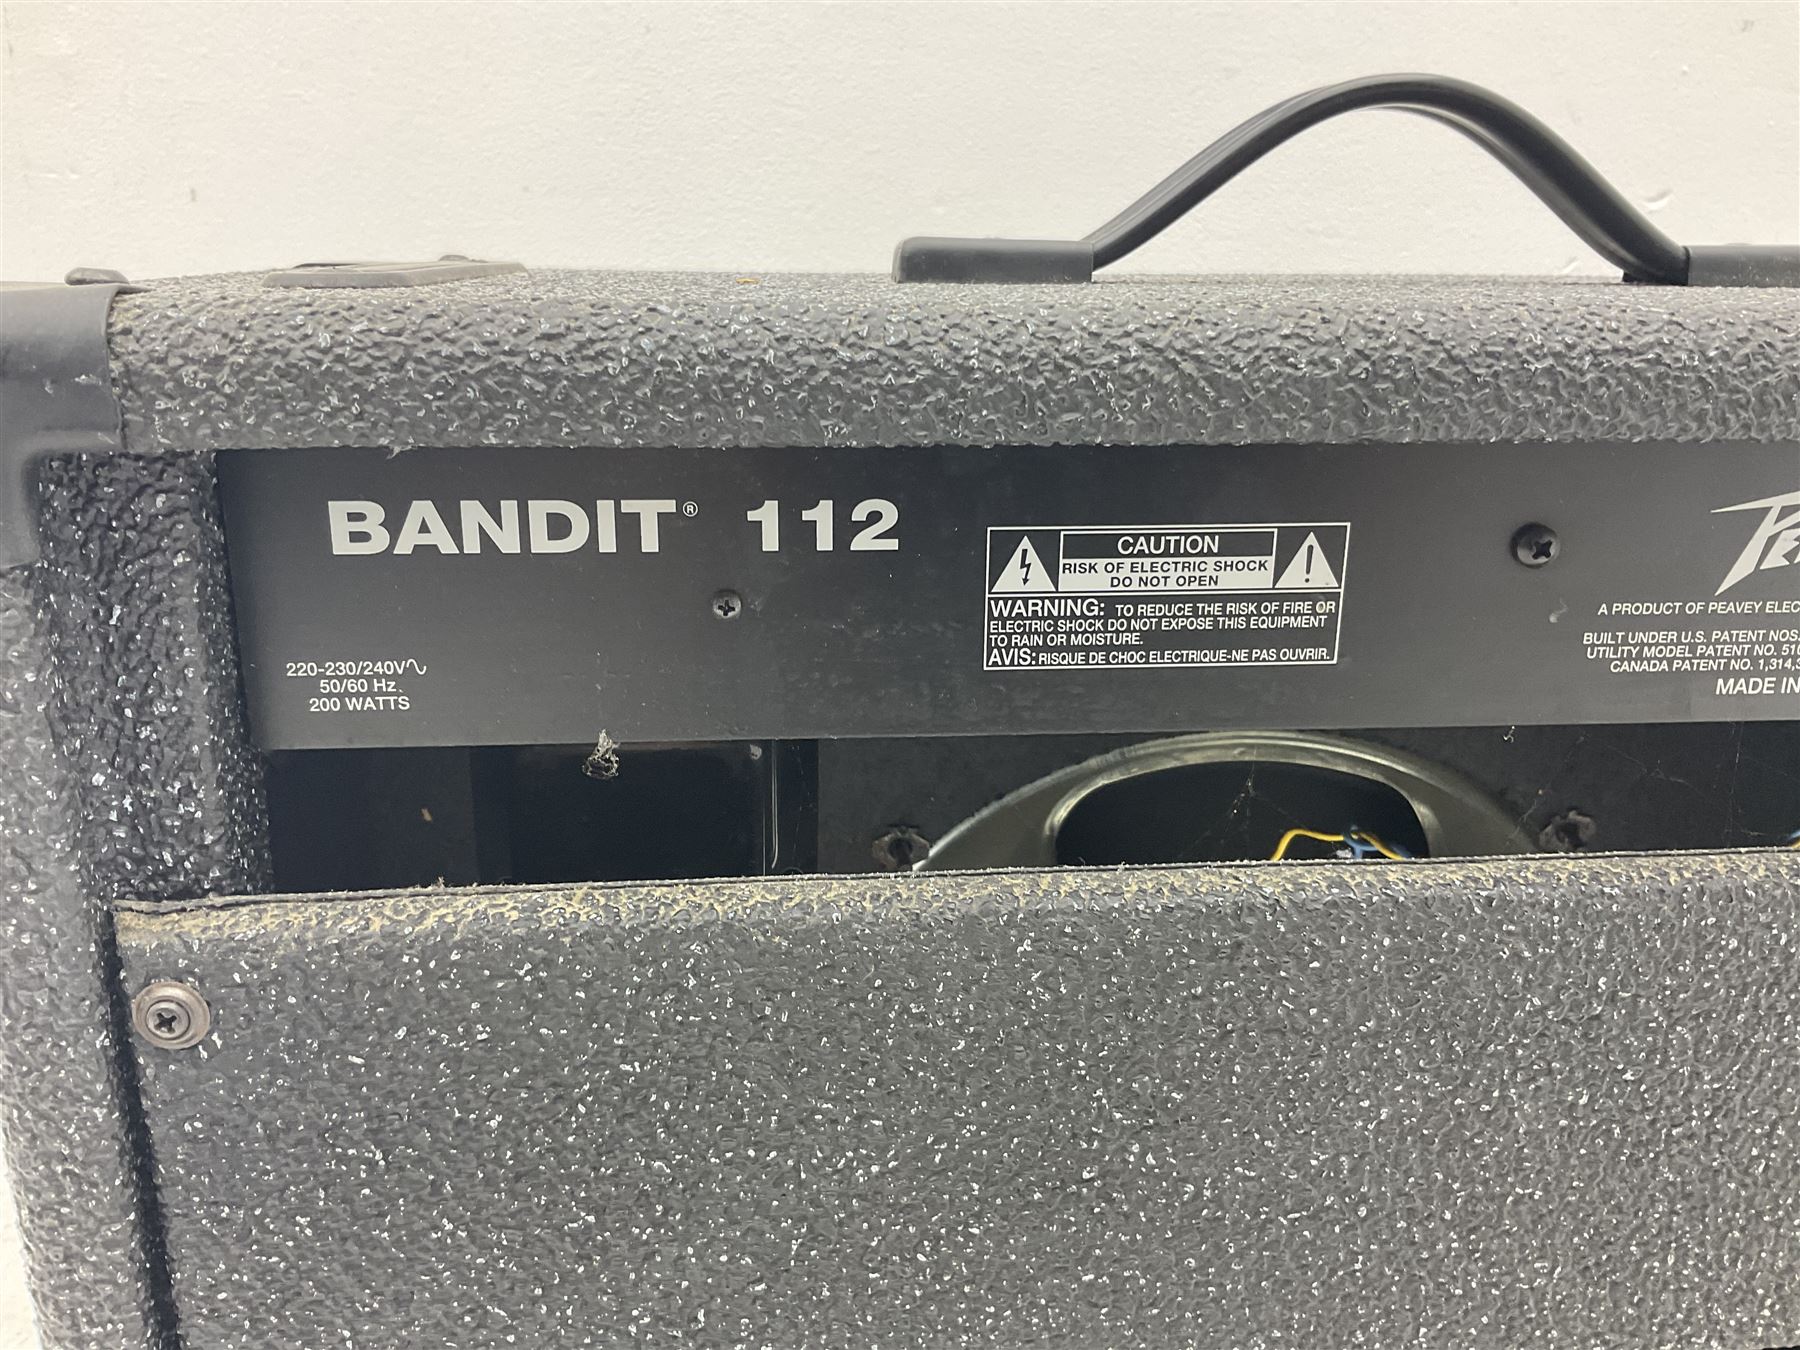 BANDIT® 112
220-230/240V
50/60 Hz.
200 WATTS
CAUTION
RISK OF ELECTRIC SHOCK
DO NOT OPEN
WARNING: TO REDUCE THE RISK OF FIRE OR
ELECTRIC SHOCK DO NOT EXPOSE THIS EQUIPMENT
TO RAIN OR MOISTURE.
AVIS: RISQUE DE CHOC ELECTRIQUE-NE PAS OUVRIR.
A PRODUCT OF PEAVEY
BUILT UNDER U.S. PATENT NOS.
UTILITY MODEL PATENT NO.
CANADA PATENT NO.
MADE IN